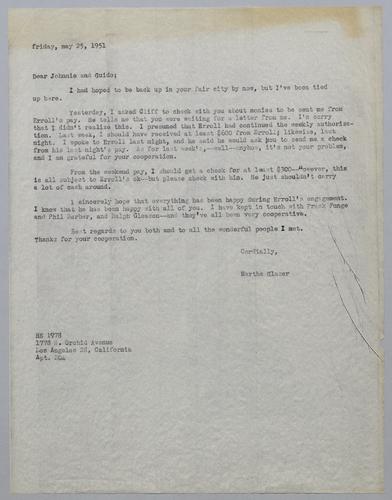 friday, may 25, 1951
Dear Johnnie and Guido;
I had hoped to be back up in your fair city by now, but I've been tied
up here.
Yesterday, I asked Cliff to check with you about monies to be sent me from
Erroll's pay. He tells me that you were waiting for a letter from me. I'm sorry
that I didn't realize this. I presumed that Erroll had continued the weekly authoriza-
tion. Last week, I should have received at least $600 from Erroll; likewise, last
night. I spoke to Erroll last night, and he said he would ask you to send me a check
from his last night's pay. As for last week's,--well--anyhow, it's not your problem,
and I am grateful for your cooperation.
From the weekend pay, I should get a check for at least $300--However, this
is all subject to Erroll's ok--but please check with him. He just shouldn't carry
a lot of cash around.
I sincerely hope that everything has been happy during Erroll's engagement.
I know that he has been happy with all of you. I have kept in touch with Frank Funge
and Phil Barber, and Ralph Gleason--and they've all been very cooperative.
Best regards to you both and to all the wonderful people I met.
Thanks for your cooperation.
Cordially,
Martha Glaser
HE 1978
1778 N. Orchid Avenue
Los Angeles 28, California
Apt. 204